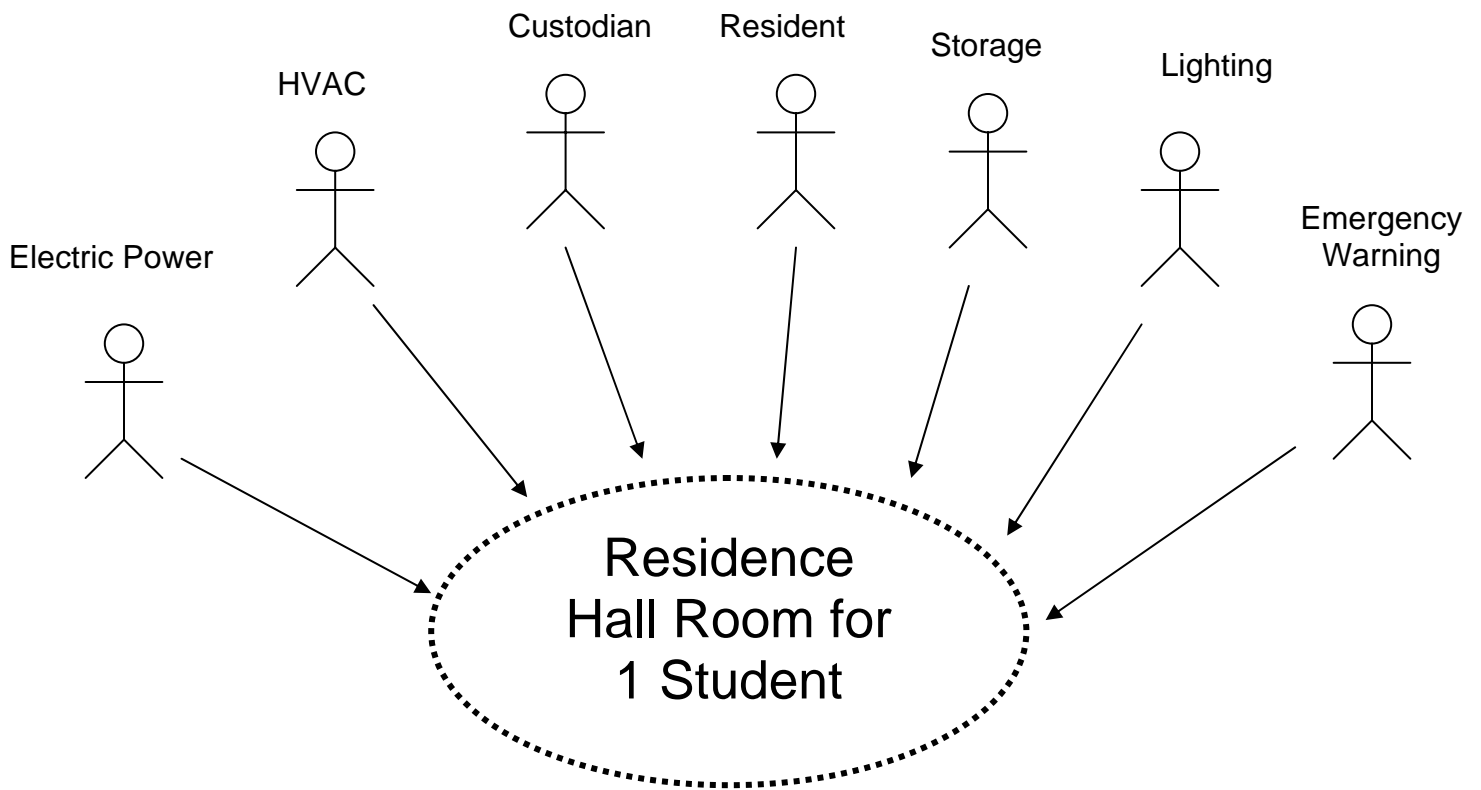 Custodian
Resident
Storage
Lighting
HVAC
Emergency
Warning
Electric Power
Residence
Hall Room for
1 Student